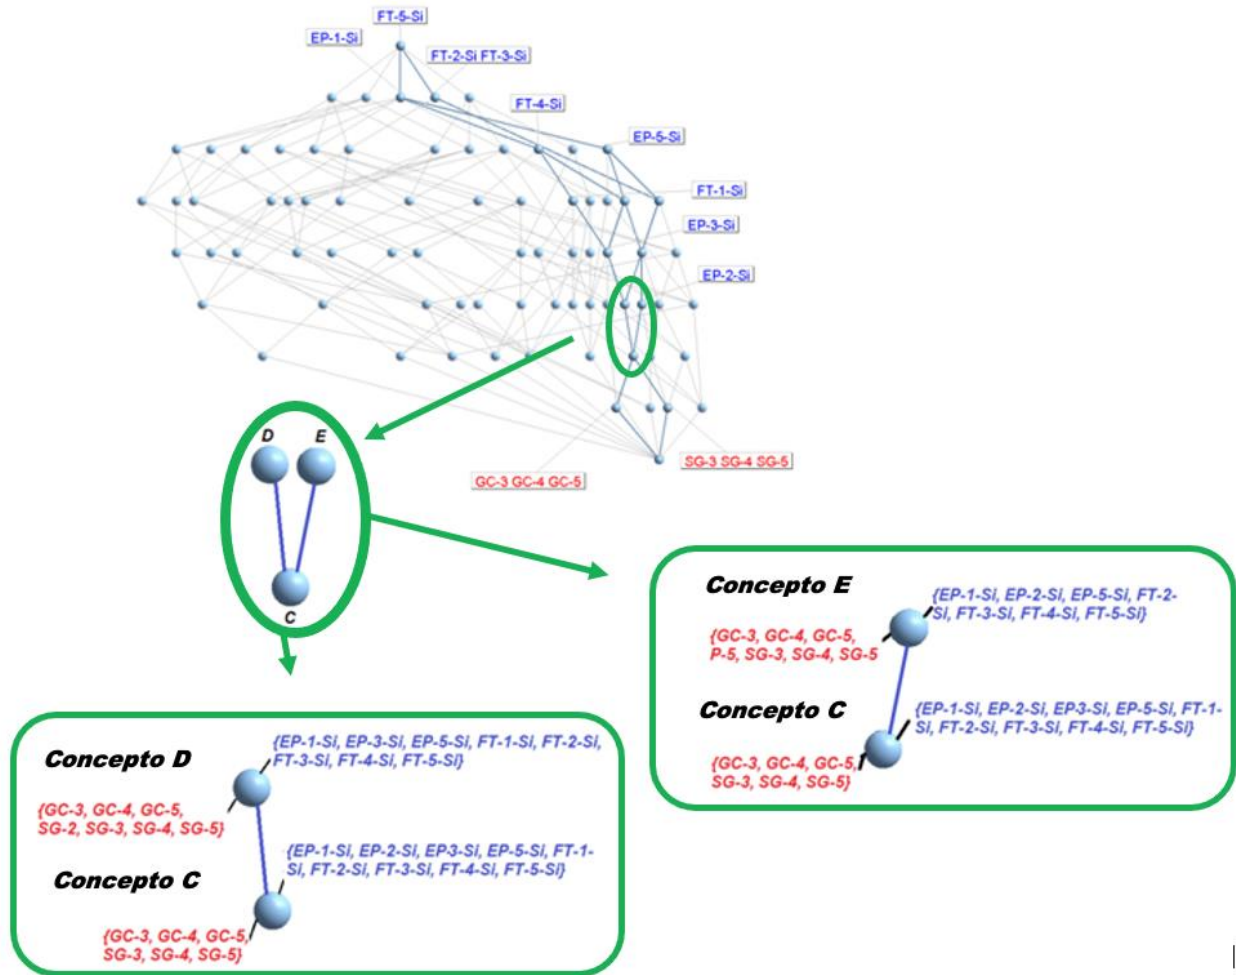 FT-5-Si
EP-1-Si
FT-2-Si FT-3-Si
FT-4-Si
EP-5-Si
FT-1-Si
EP-3-Si
EP-2-Si
SG-3 SG-4 SG-5
GC-3 GC-4 GC-5
D E
C
Concepto E
{EP-1-Si, EP-2-Si, EP-5-Si, FT-2-
Si, FT-3-Si, FT-4-Si, FT-5-Si}
{GC-3, GC-4, GC-5,
P-5, SG-3, SG-4, SG-5
Concepto C
{EP-1-Si, EP-2-Si, EP-3-Si, EP-5-Si, FT-1-
Si, FT-2-Si, FT-3-Si, FT-4-Si, FT-5-Si}
{GC-3, GC-4, GC-5,
SG-3, SG-4, SG-5}
Concepto D
{EP-1-Si, EP-3-Si, EP-5-Si, FT-1-Si, FT-2-Si,
FT-3-Si, FT-4-Si, FT-5-Si}
{GC-3, GC-4, GC-5,
SG-2, SG-3, SG-4, SG-5}
Concepto C
{EP-1-Si, EP-2-Si, EP-3-Si, EP-5-Si, FT-1-
Si, FT-2-Si, FT-3-Si, FT-4-Si, FT-5-Si}
{GC-3, GC-4, GC-5,
SG-3, SG-4, SG-5}